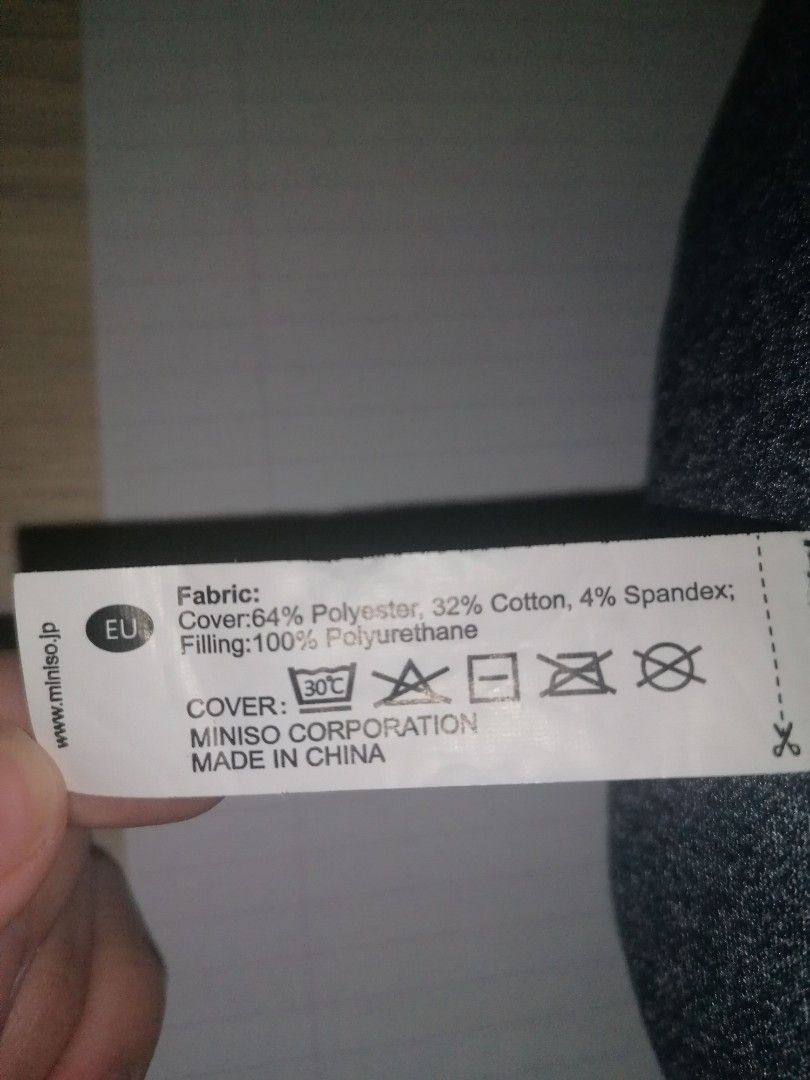 www.miniso.jp
EU
Fabric:
Cover:64% Polyester, 32% Cotton, 4% Spandex;
Filling:100% Polyurethane
COVER: 30℃
MINISO CORPORATION
MADE IN CHINA